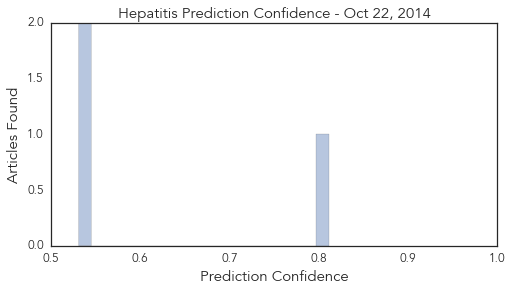 Hepatitis Prediction Confidence - Oct 22, 2014
2.0
1.5
1.0
0.5
0.0
Articles Found
0.5 0.6 0.7 0.8 0.9 1.0
Prediction Confidence